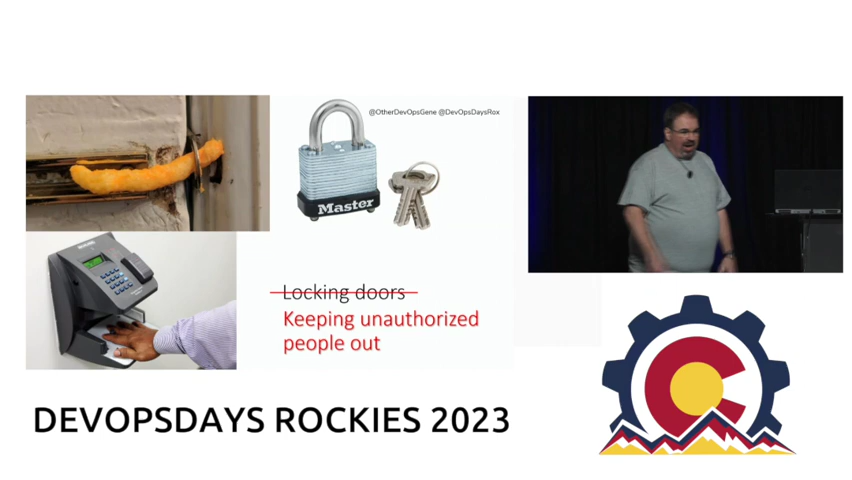 @OtherDevOpsGene @DevOpsDaysRox
Master
Locking doors
Keeping unauthorized
people out
DEVOPSDAYS ROCKIES 2023